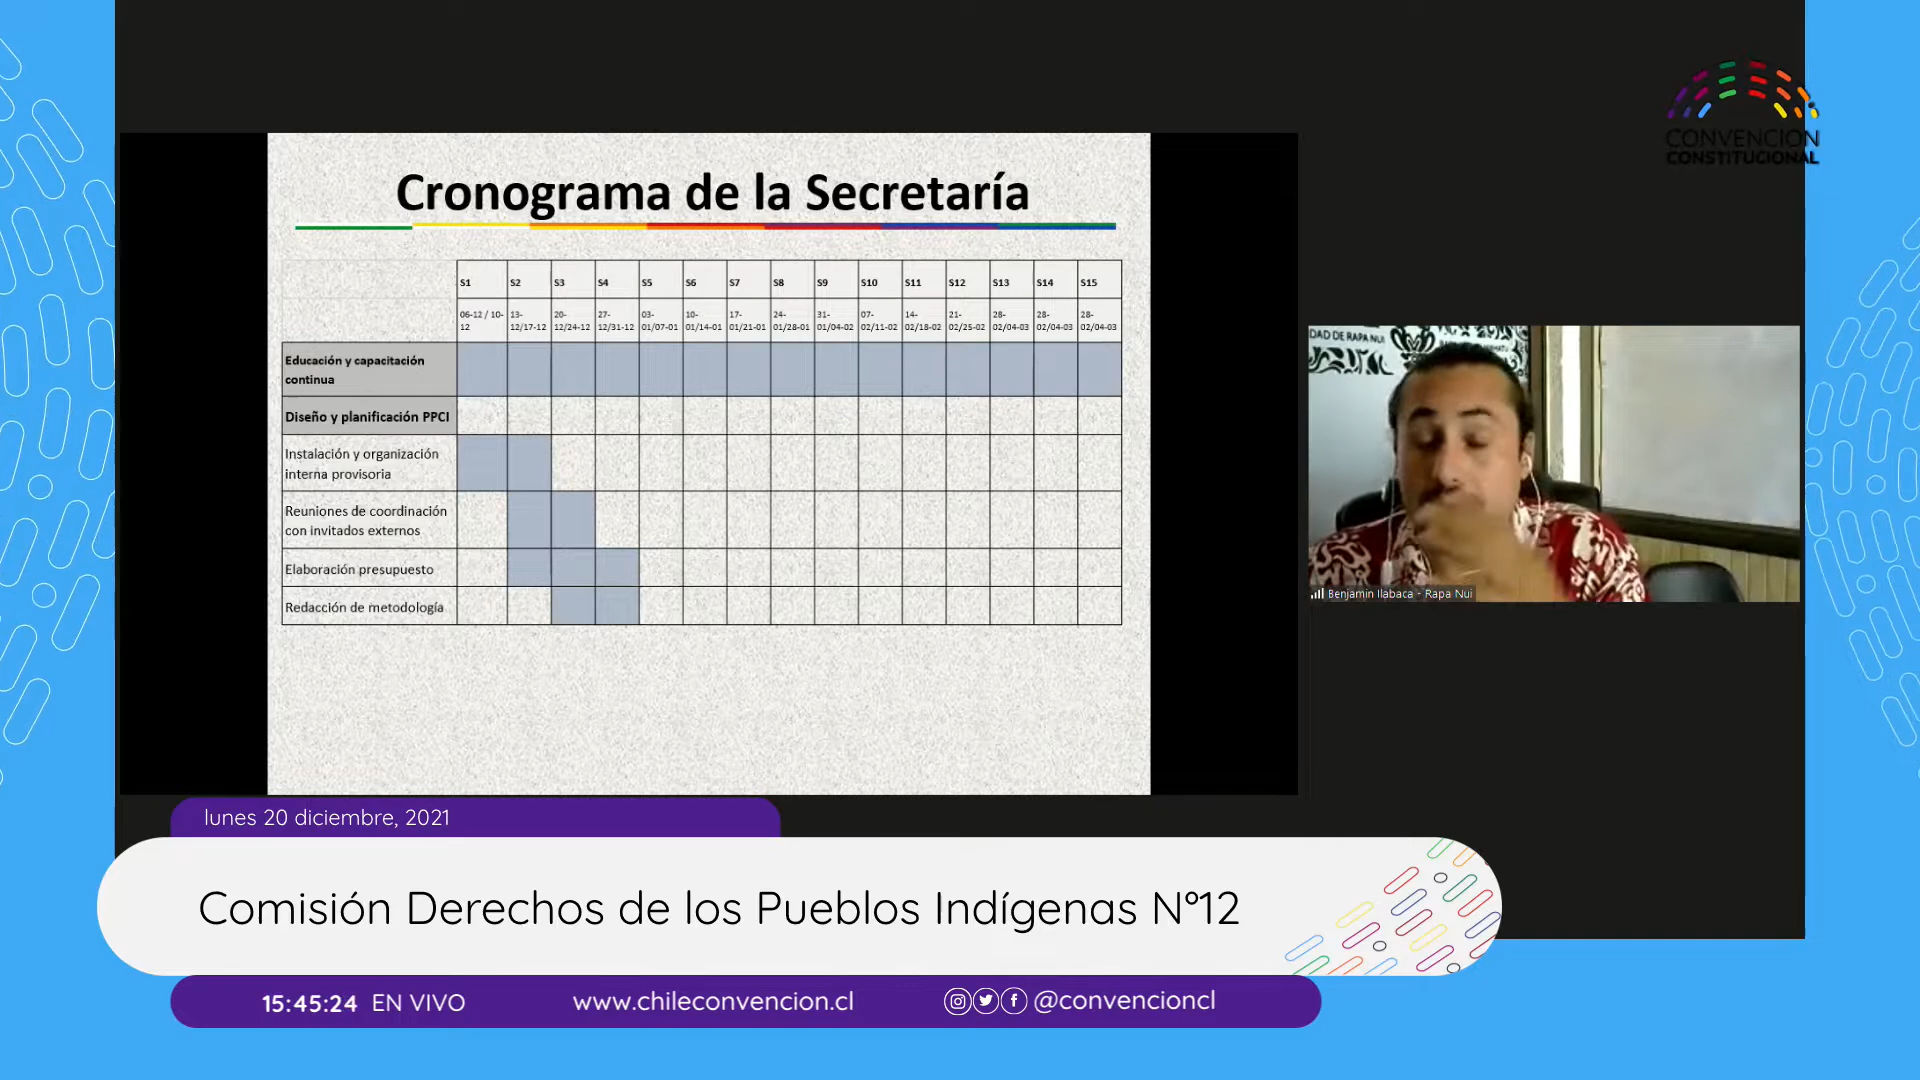 CONVENCION
CONSTITUCIONAL
Cronograma de la Secretaría
S1 S2 S3 S4 S5 S6 S7 S8 S9 S10 S11 S12 S13 S14 S15
06-12 / 10- 13- 20- 27- 03- 10- 17- 24- 31- 07- 14- 21- 28- 28- 28-
12 12/17-12 12/24-12 12/31-12 01/07-01 01/14-01 01/21-01 01/28-01 01/04-02 02/11-02 02/18-02 02/25-02 02/04-03 02/04-03 02/04-03
Educación y capacitación
continua
Diseño y planificación PPCI
Instalación y organización
interna provisoria
Reuniones de coordinación
con invitados externos
Elaboración presupuesto
Redacción de metodología
DAD DE RAPA NUI
Benjamin Ilabaca - Rapa Nui
lunes 20 diciembre, 2021
Comisión Derechos de los Pueblos Indígenas N°12
15:45:24 EN VIVO www.chileconvencion.cl @convencioncl